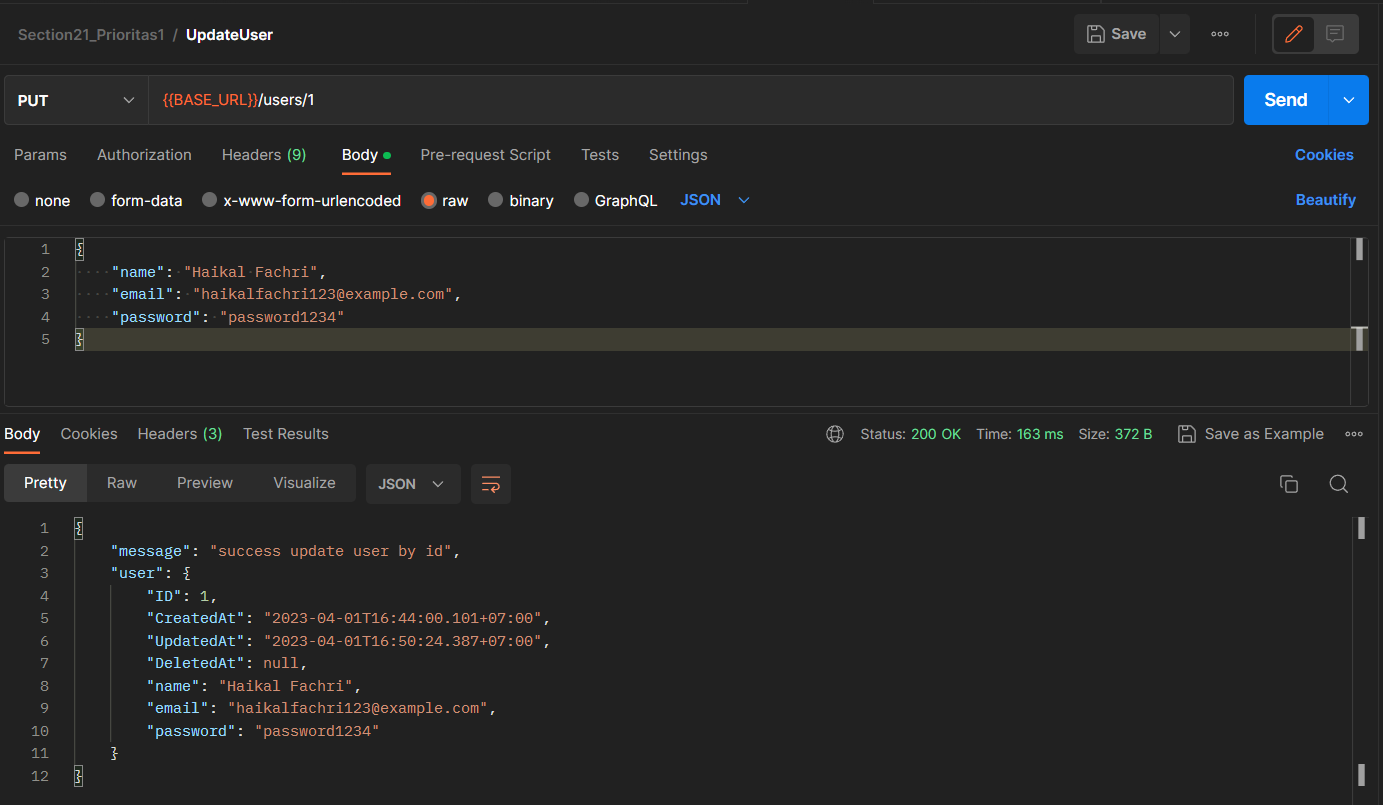 Section21_Prioritas1 / UpdateUser Save
PUT {{BASE_URL}}/users/1 Send
Params Authorization Headers (9) Body Pre-request Script Tests Settings Cookies
none form-data x-www-form-urlencoded raw binary GraphQL JSON Beautify
1 {
2 "name": "Haikal Fachri",
3 "email": "haikalfachri123@example.com",
4 "password": "password1234"
5 }
Body Cookies Headers (3) Test Results Status: 200 OK Time: 163 ms Size: 372 B Save as Example
Pretty Raw Preview Visualize JSON
1 {
2 "message": "success update user by id",
3 "user": {
4 "ID": 1,
5 "CreatedAt": "2023-04-01T16:44:00.101+07:00",
6 "UpdatedAt": "2023-04-01T16:50:24.387+07:00",
7 "DeletedAt": null,
8 "name": "Haikal Fachri",
9 "email": "haikalfachri123@example.com",
10 "password": "password1234"
11 }
12 }